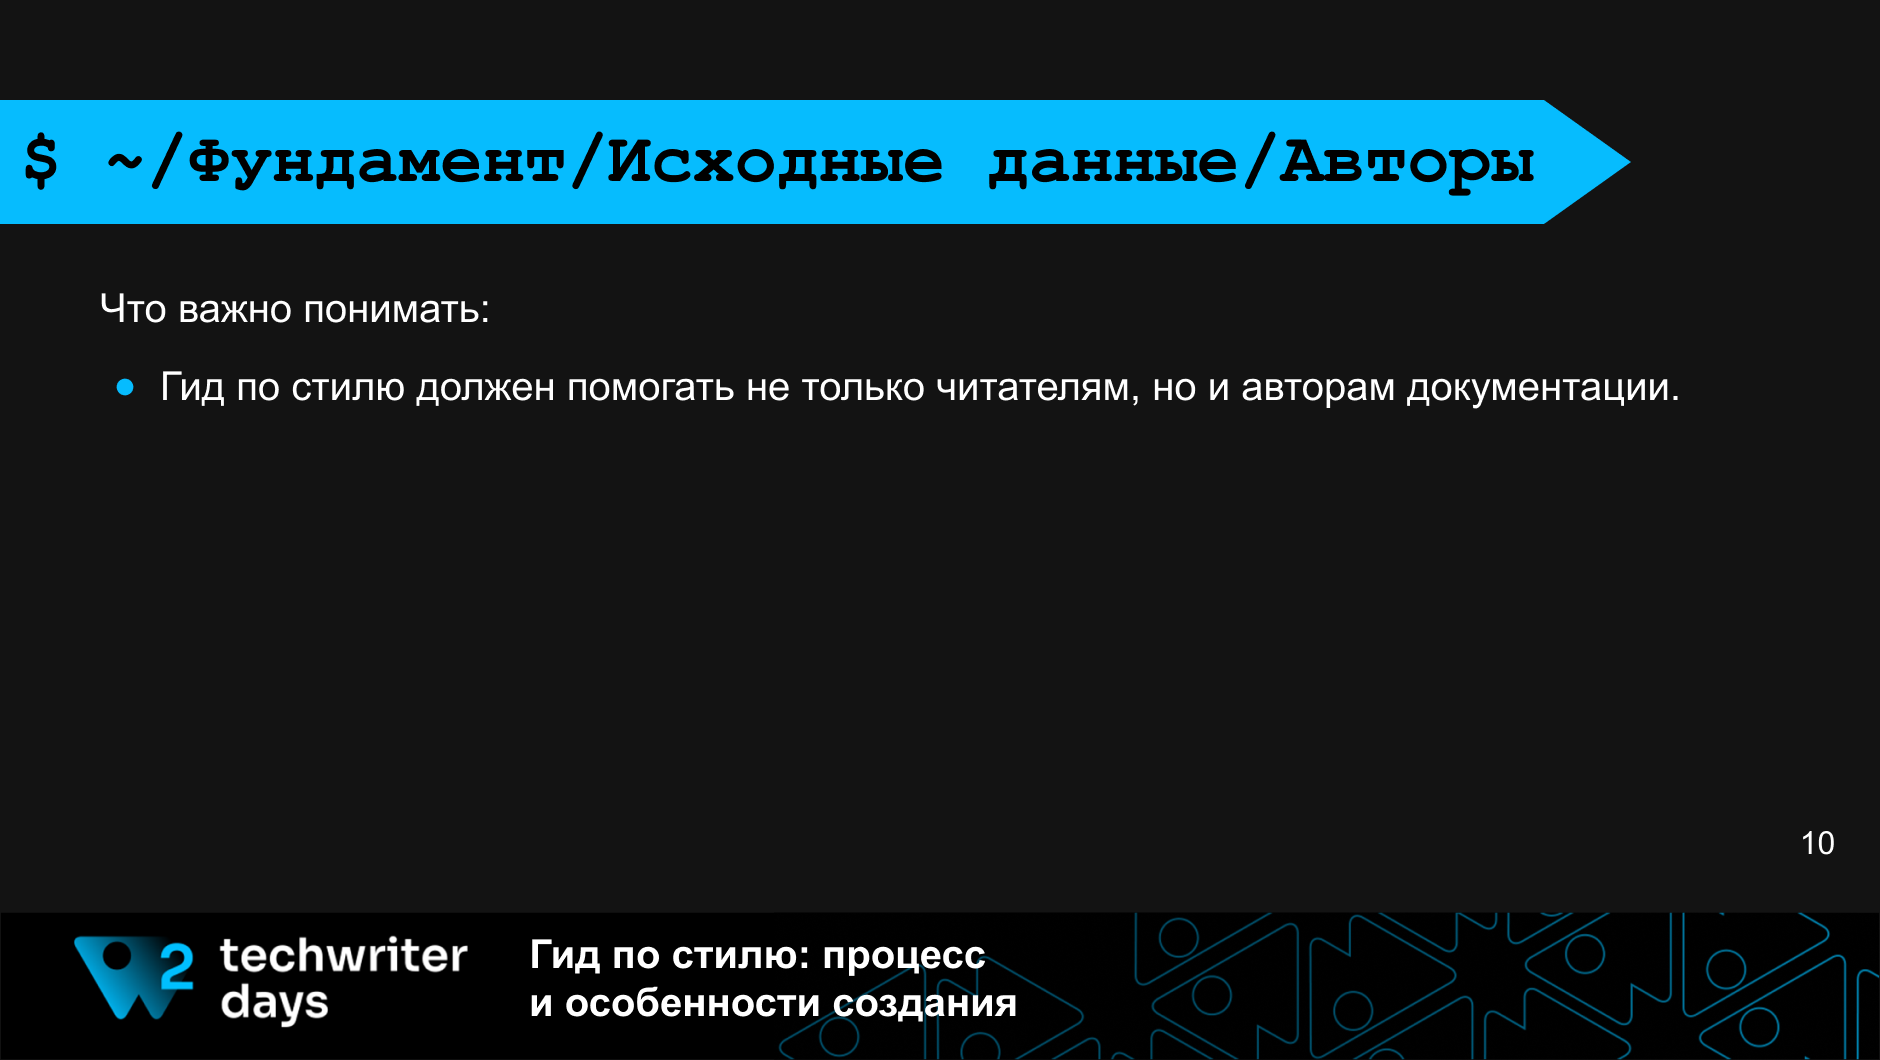 $ ~/Фундамент/Исходные данные/Авторы
Что важно понимать:
● Гид по стилю должен помогать не только читателям, но и авторам документации.
10
2 techwriter
days
Гид по стилю: процесс
и особенности создания